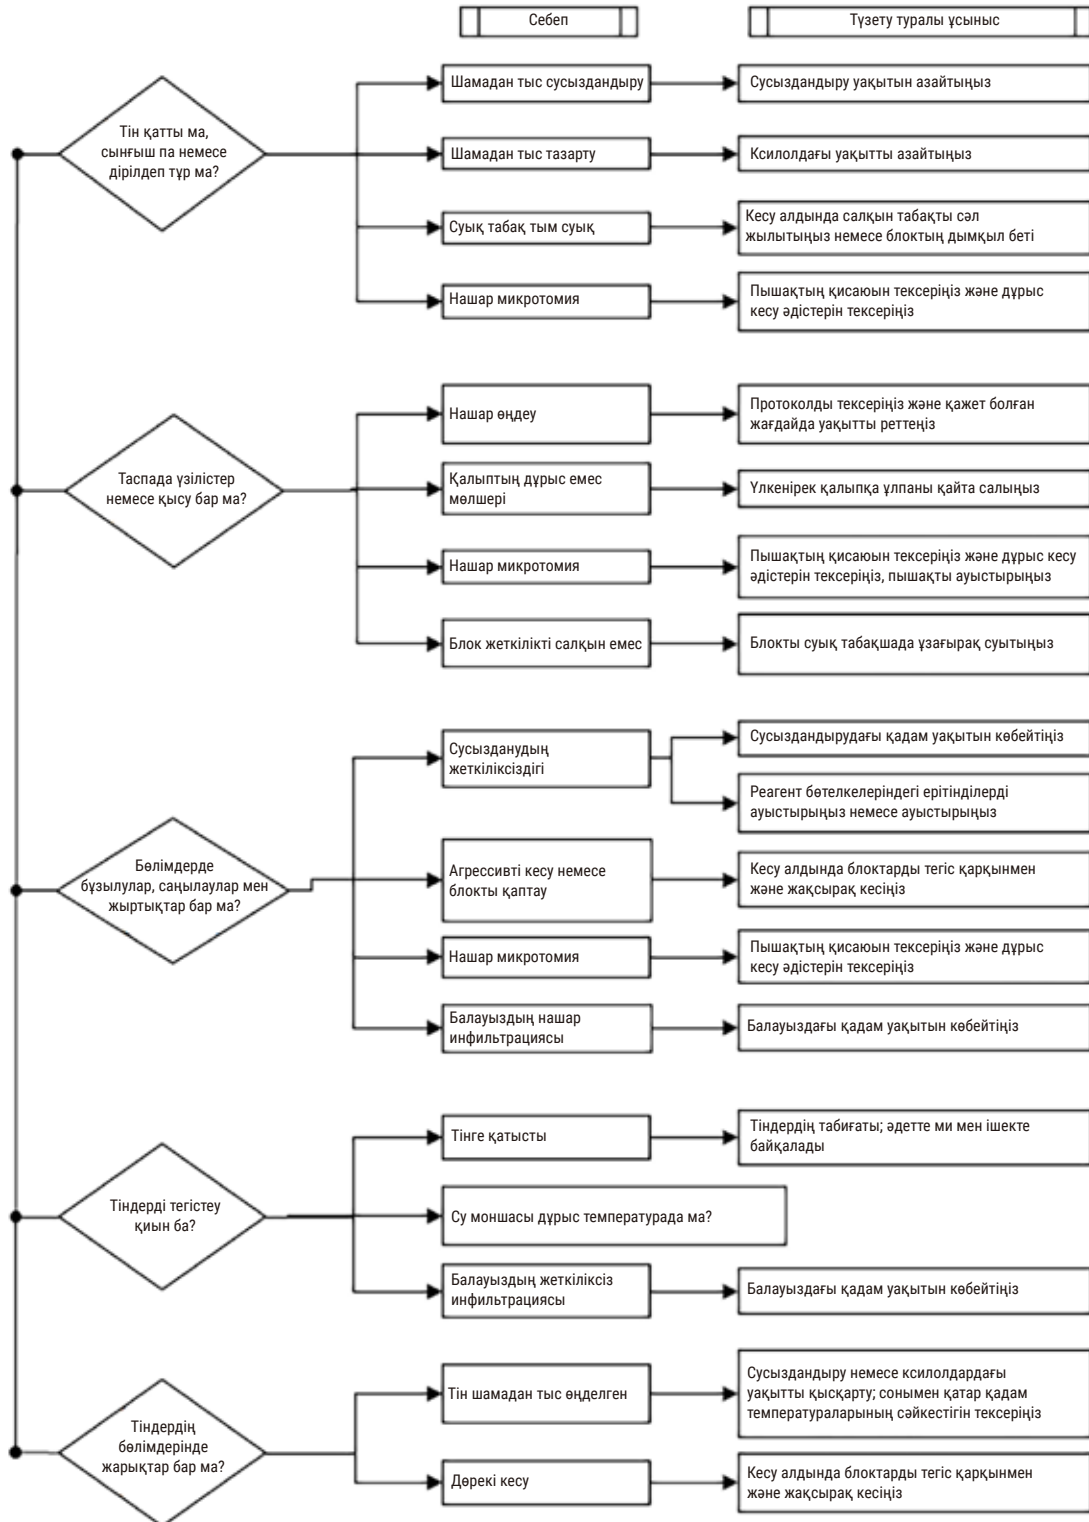 Себеп
Түзету туралы ұсыныс
Тін қатты ма,
сынғыш па немесе
дірілдеп тұр ма?
Шамадан тыс сусыздандыру
Сусыздандыру уақытын азайтыңыз
Шамадан тыс тазарту
Ксилолдағы уақытты азайтыңыз
Суық табақ тым суық
Кесу алдында салқын табақты сәл
жылытыңыз немесе блоктың дымқыл беті
Нашар микротомия
Пышақтың қисаюын тексеріңіз және дұрыс
кесу әдістерін тексеріңіз
Таспада үзілістер
немесе қысу бар ма?
Нашар өңдеу
Протоколды тексеріңіз және қажет болған
жағдайда уақытты реттеңіз
Қалыптың дұрыс емес
мөлшері
Үлкенірек қалыпқа ұлпаны қайта салыңыз
Нашар микротомия
Пышақтың қисаюын тексеріңіз және дұрыс кесу
әдістерін тексеріңіз, пышақты ауыстырыңыз
Блок жеткілікті салқын емес
Блокты суық табақшада ұзағырақ суытыңыз
Бөлімдерде
бұзылулар, саңылаулар мен
жыртықтар бар ма?
Сусызданудың
жеткіліксіздігі
Сусыздандырудағы қадам уақытын көбейтіңіз
Реагент бөтелкелеріндегі ерітінділерді
ауыстырыңыз немесе ауыстырыңыз
Агрессивті кесу немесе
блокты қаптау
Кесу алдында блоктарды тегіс қарқынмен
және жақсырақ кесіңіз
Нашар микротомия
Пышақтың қисаюын тексеріңіз және дұрыс
кесу әдістерін тексеріңіз
Балауыздың нашар
инфильтрациясы
Балауыздағы қадам уақытын көбейтіңіз
Тіндерді тегістеу
қиын ба?
Тінге қатысты
Тіндердің табиғаты; әдетте ми мен ішекте
байқалады
Су моншасы дұрыс температурада ма?
Балауыздың жеткіліксіз
инфильтрациясы
Балауыздағы қадам уақытын көбейтіңіз
Тіндердің
бөлімдерінде
жарықтар бар ма?
Тін шамадан тыс өңделген
Сусыздандыру немесе ксилолдардағы
уақытты қысқарту; сонымен қатар қадам
температураларының сәйкестігін тексеріңіз
Дөрекі кесу
Кесу алдында блоктарды тегіс қарқынмен
және жақсырақ кесіңіз